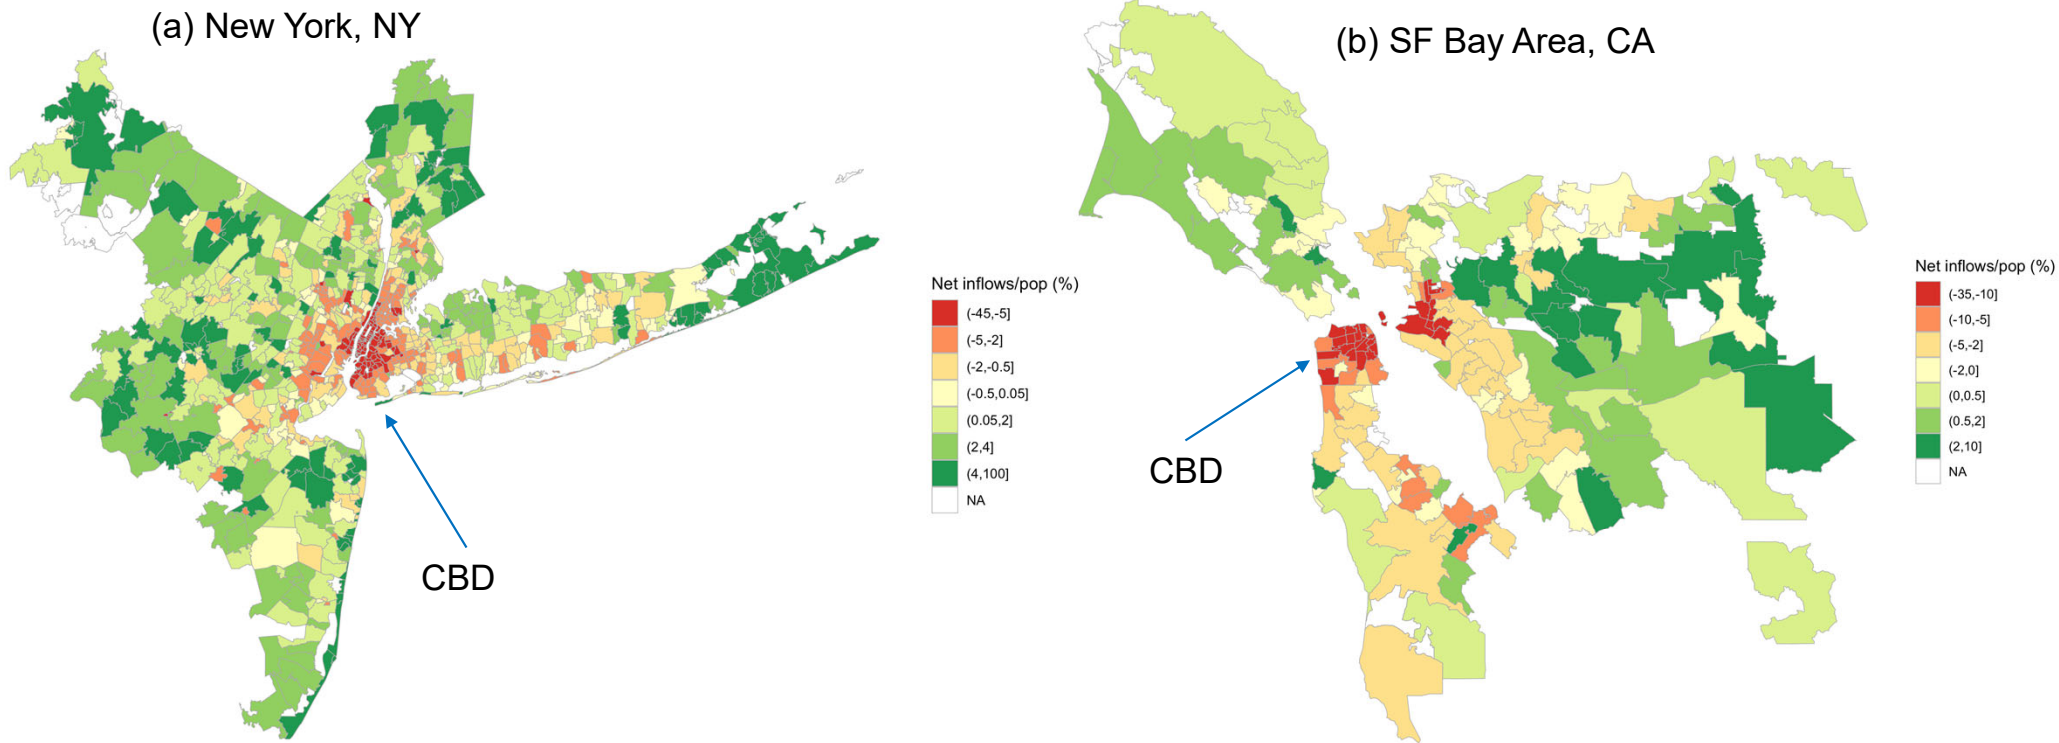 (a) New York, NY
(b) SF Bay Area, CA
CBD
Net inflows/pop (%)
(-45,-5]
(-5,-2]
(-2,-0.5]
(-0.5,0.05]
(0.05,2]
(2,4]
(4,100]
NA
CBD
Net inflows/pop (%)
(-35,-10]
(-10,-5]
(-5,-2]
(-2,0]
(0,0.5]
(0.5,2]
(2,10]
NA